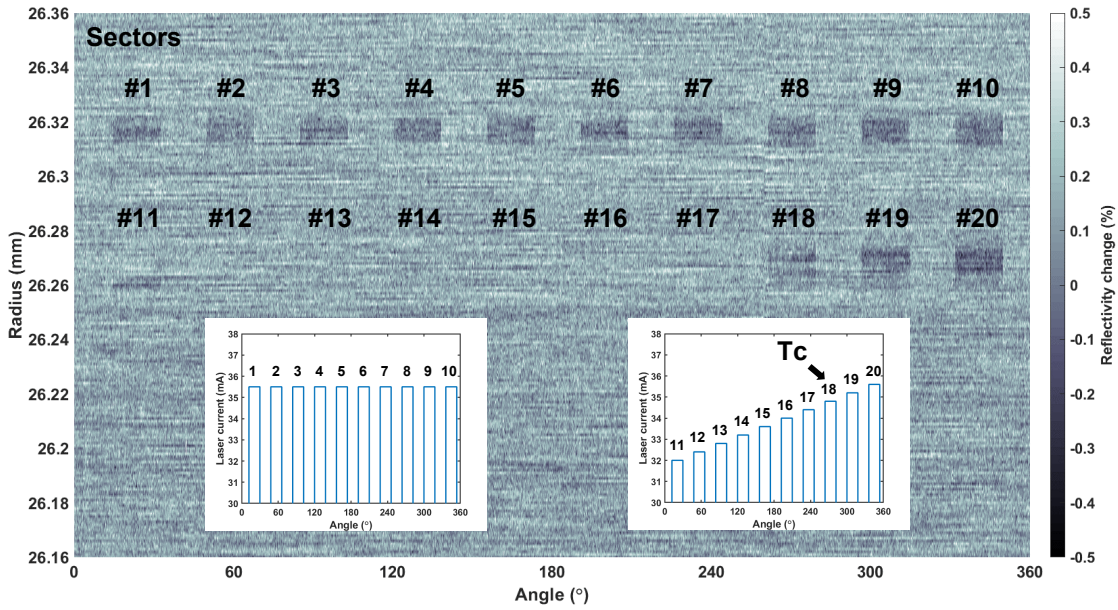 Sectors
#1 #2 #3 #4 #5 #6 #7 #8 #9 #10
#11 #12 #13 #14 #15 #16 #17 #18 #19 #20
26.36
26.34
26.32
26.3
26.28
26.26
26.24
26.22
26.2
26.18
26.16
Radius (mm)
0 60 120 180 240 300 360
Angle (°)
38
37
36
35
34
33
32
31
30
Laser current (mA)
1 2 3 4 5 6 7 8 9 10
0 60 120 180 240 300 360
Angle (°)
38
37
36
35
34
33
32
31
30
Laser current (mA)
Tc
11 12 13 14 15 16 17 18 19 20
0 60 120 180 240 300 360
Angle (°)
0.5
0.4
0.3
0.2
0.1
0
-0.1
-0.2
-0.3
-0.4
-0.5
Reflectivity change (%)